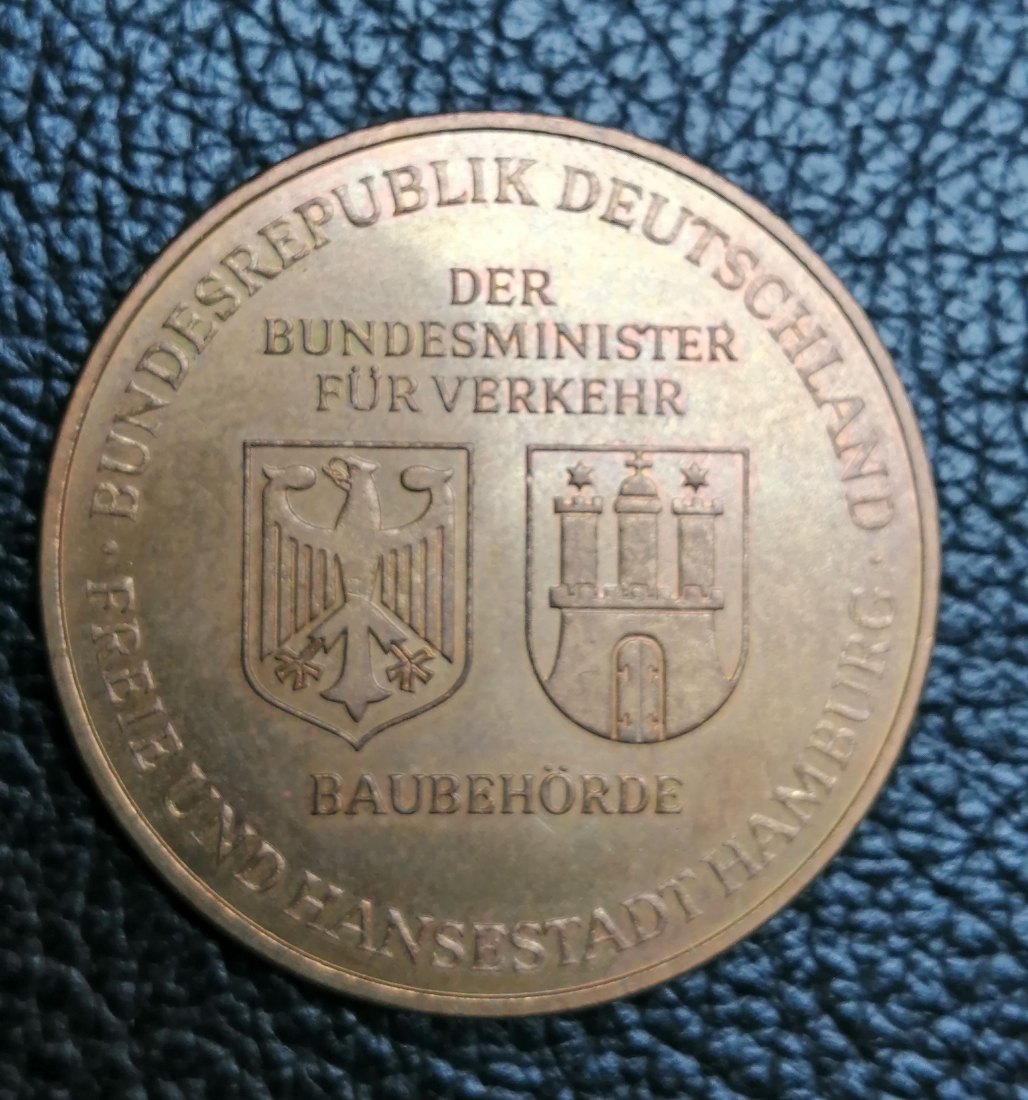 BUNDESREPUBLIK DEUTSCHLAND
DER
BUNDESMINISTER
FÜR VERKEHR
BAUBEHÖRDE
FREIE UND HANSESTADT HAMBURG